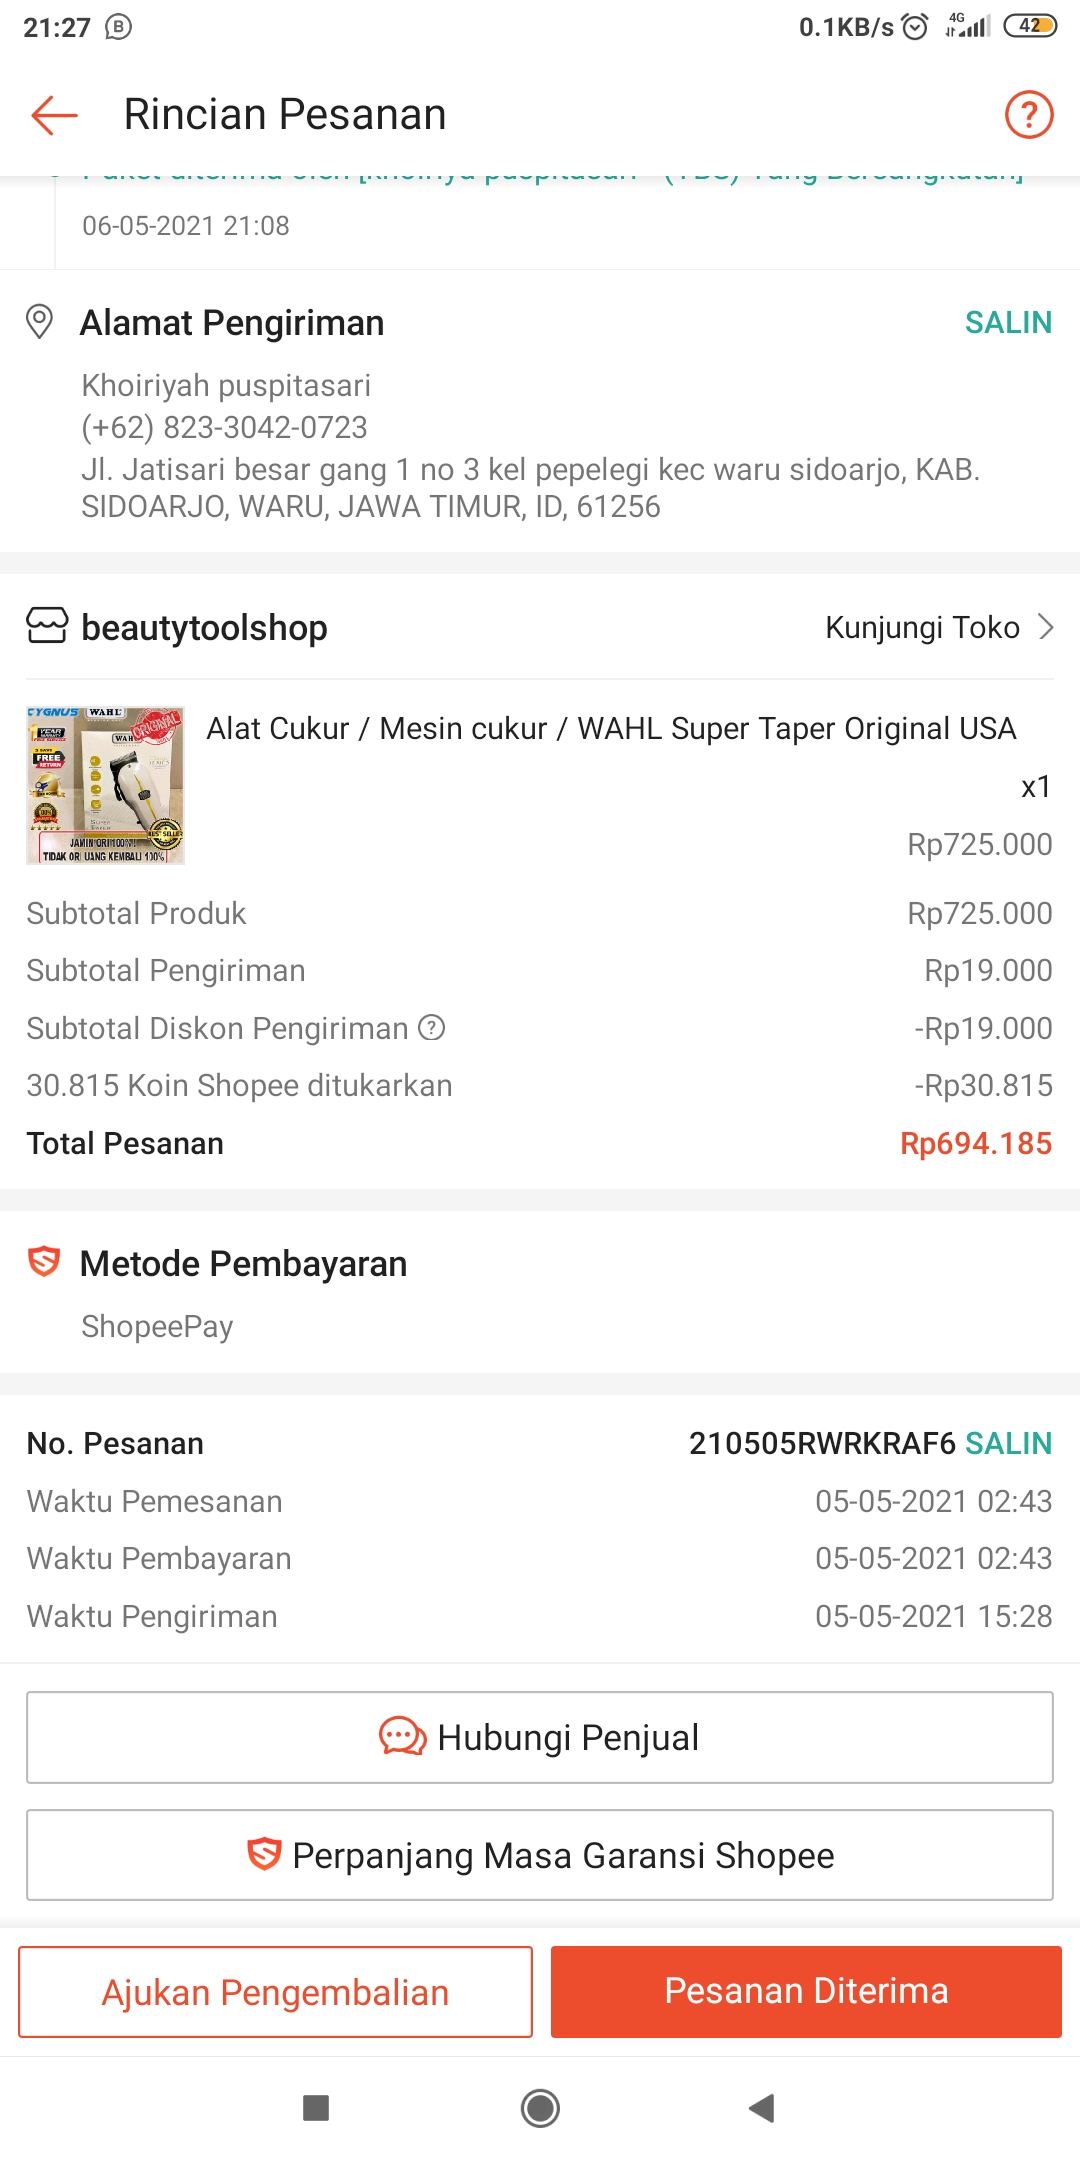 21:27 B 0.1KB/s 4G 42
Rincian Pesanan ?
06-05-2021 21:08
Alamat Pengiriman SALIN
Khoiriyah puspitasari
(+62) 823-3042-0723
Jl. Jatisari besar gang 1 no 3 kel pepelegi kec waru sidoarjo, KAB.
SIDOARJO, WARU, JAWA TIMUR, ID, 61256
beautytoolshop Kunjungi Toko
CYGNUS WAHL ORIGINAL
YEAR
FREE
RETURN
BEST SELLER
JAMIN ORI 100%!
TIDAK ORI UANG KEMBALI 100%
Alat Cukur / Mesin cukur / WAHL Super Taper Original USA
x1
Rp725.000
Subtotal Produk Rp725.000
Subtotal Pengiriman Rp19.000
Subtotal Diskon Pengiriman ? -Rp19.000
30.815 Koin Shopee ditukarkan -Rp30.815
Total Pesanan Rp694.185
Metode Pembayaran
ShopeePay
No. Pesanan 210505RWRKRAF6 SALIN
Waktu Pemesanan 05-05-2021 02:43
Waktu Pembayaran 05-05-2021 02:43
Waktu Pengiriman 05-05-2021 15:28
Hubungi Penjual
Perpanjang Masa Garansi Shopee
Ajukan Pengembalian Pesanan Diterima